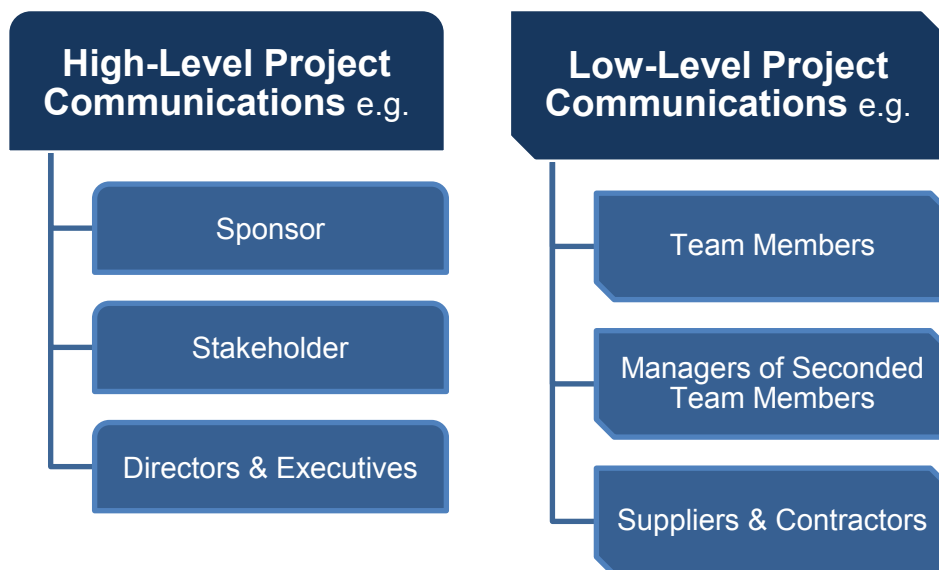 High-Level Project
Communications e.g.
Sponsor
Stakeholder
Directors & Executives
Low-Level Project
Communications e.g.
Team Members
Managers of Seconded
Team Members
Suppliers & Contractors